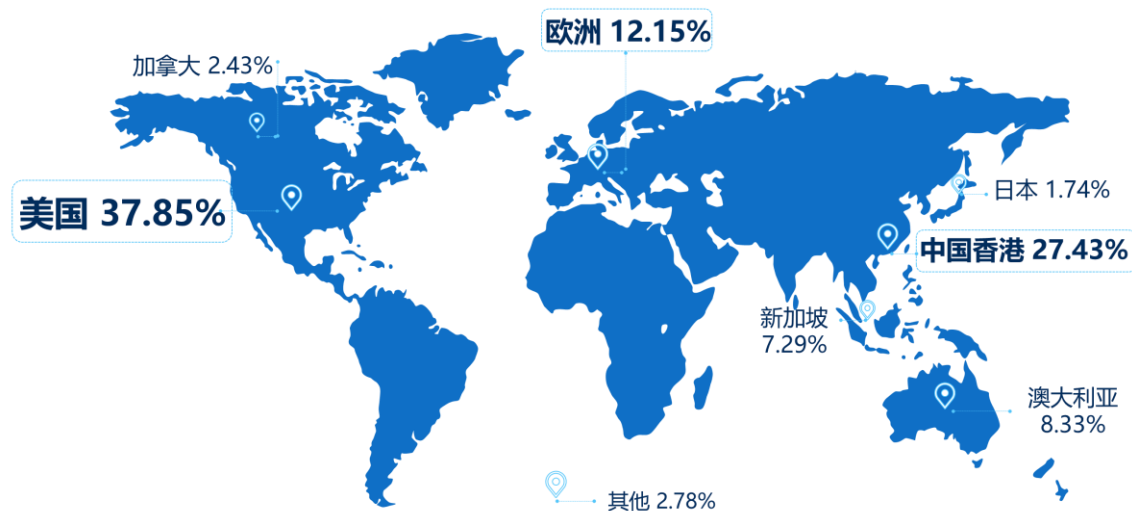 欧洲 12.15%
加拿大 2.43%
美国 37.85%
日本 1.74%
中国香港 27.43%
新加坡
7.29%
澳大利亚
8.33%
其他 2.78%